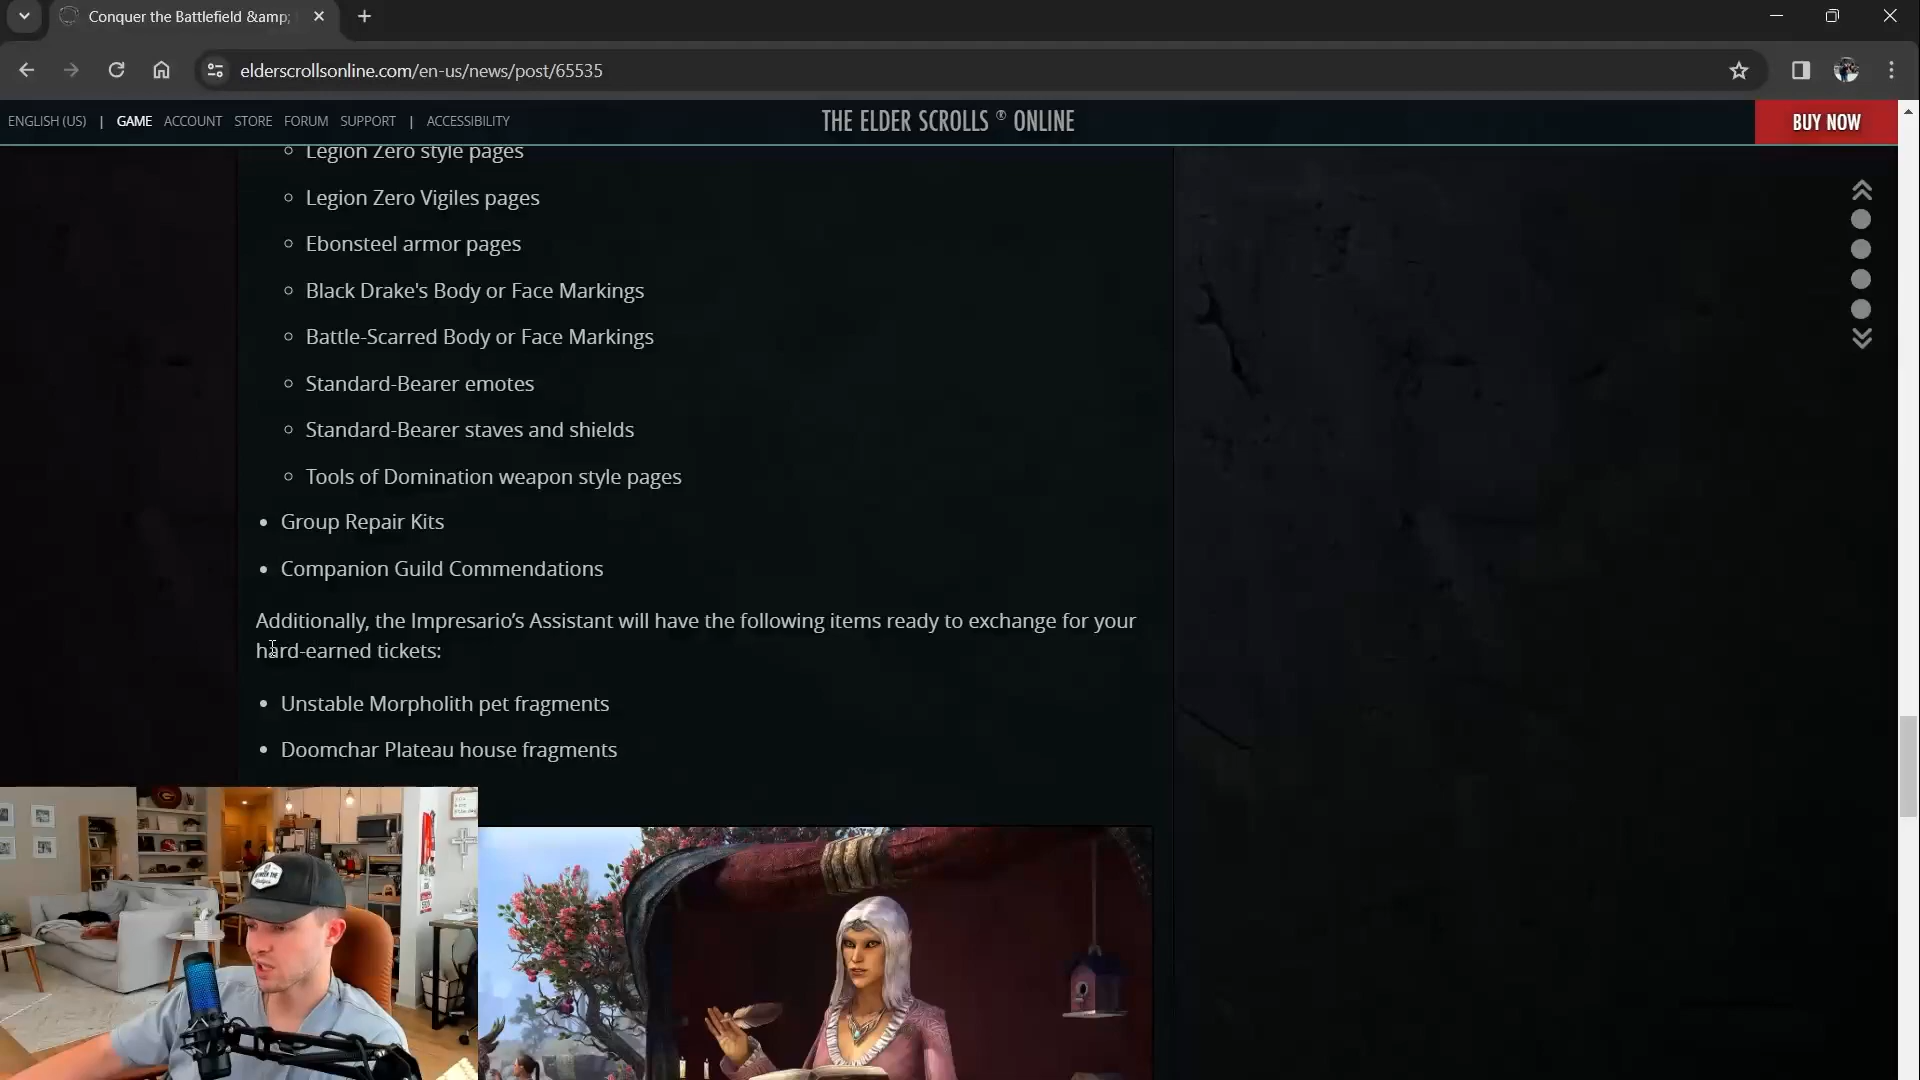 Conquer the Battlefield &amp;
elderscrollsonline.com/en-us/news/post/65535
ENGLISH (US) | GAME ACCOUNT STORE FORUM SUPPORT | ACCESSIBILITY
THE ELDER SCROLLS ® ONLINE
BUY NOW
Legion Zero style pages
Legion Zero Vigiles pages
Ebonsteel armor pages
Black Drake's Body or Face Markings
Battle-Scarred Body or Face Markings
Standard-Bearer emotes
Standard-Bearer staves and shields
Tools of Domination weapon style pages
Group Repair Kits
Companion Guild Commendations
Additionally, the Impresario’s Assistant will have the following items ready to exchange for your
hard-earned tickets:
Unstable Morpholith pet fragments
Doomchar Plateau house fragments